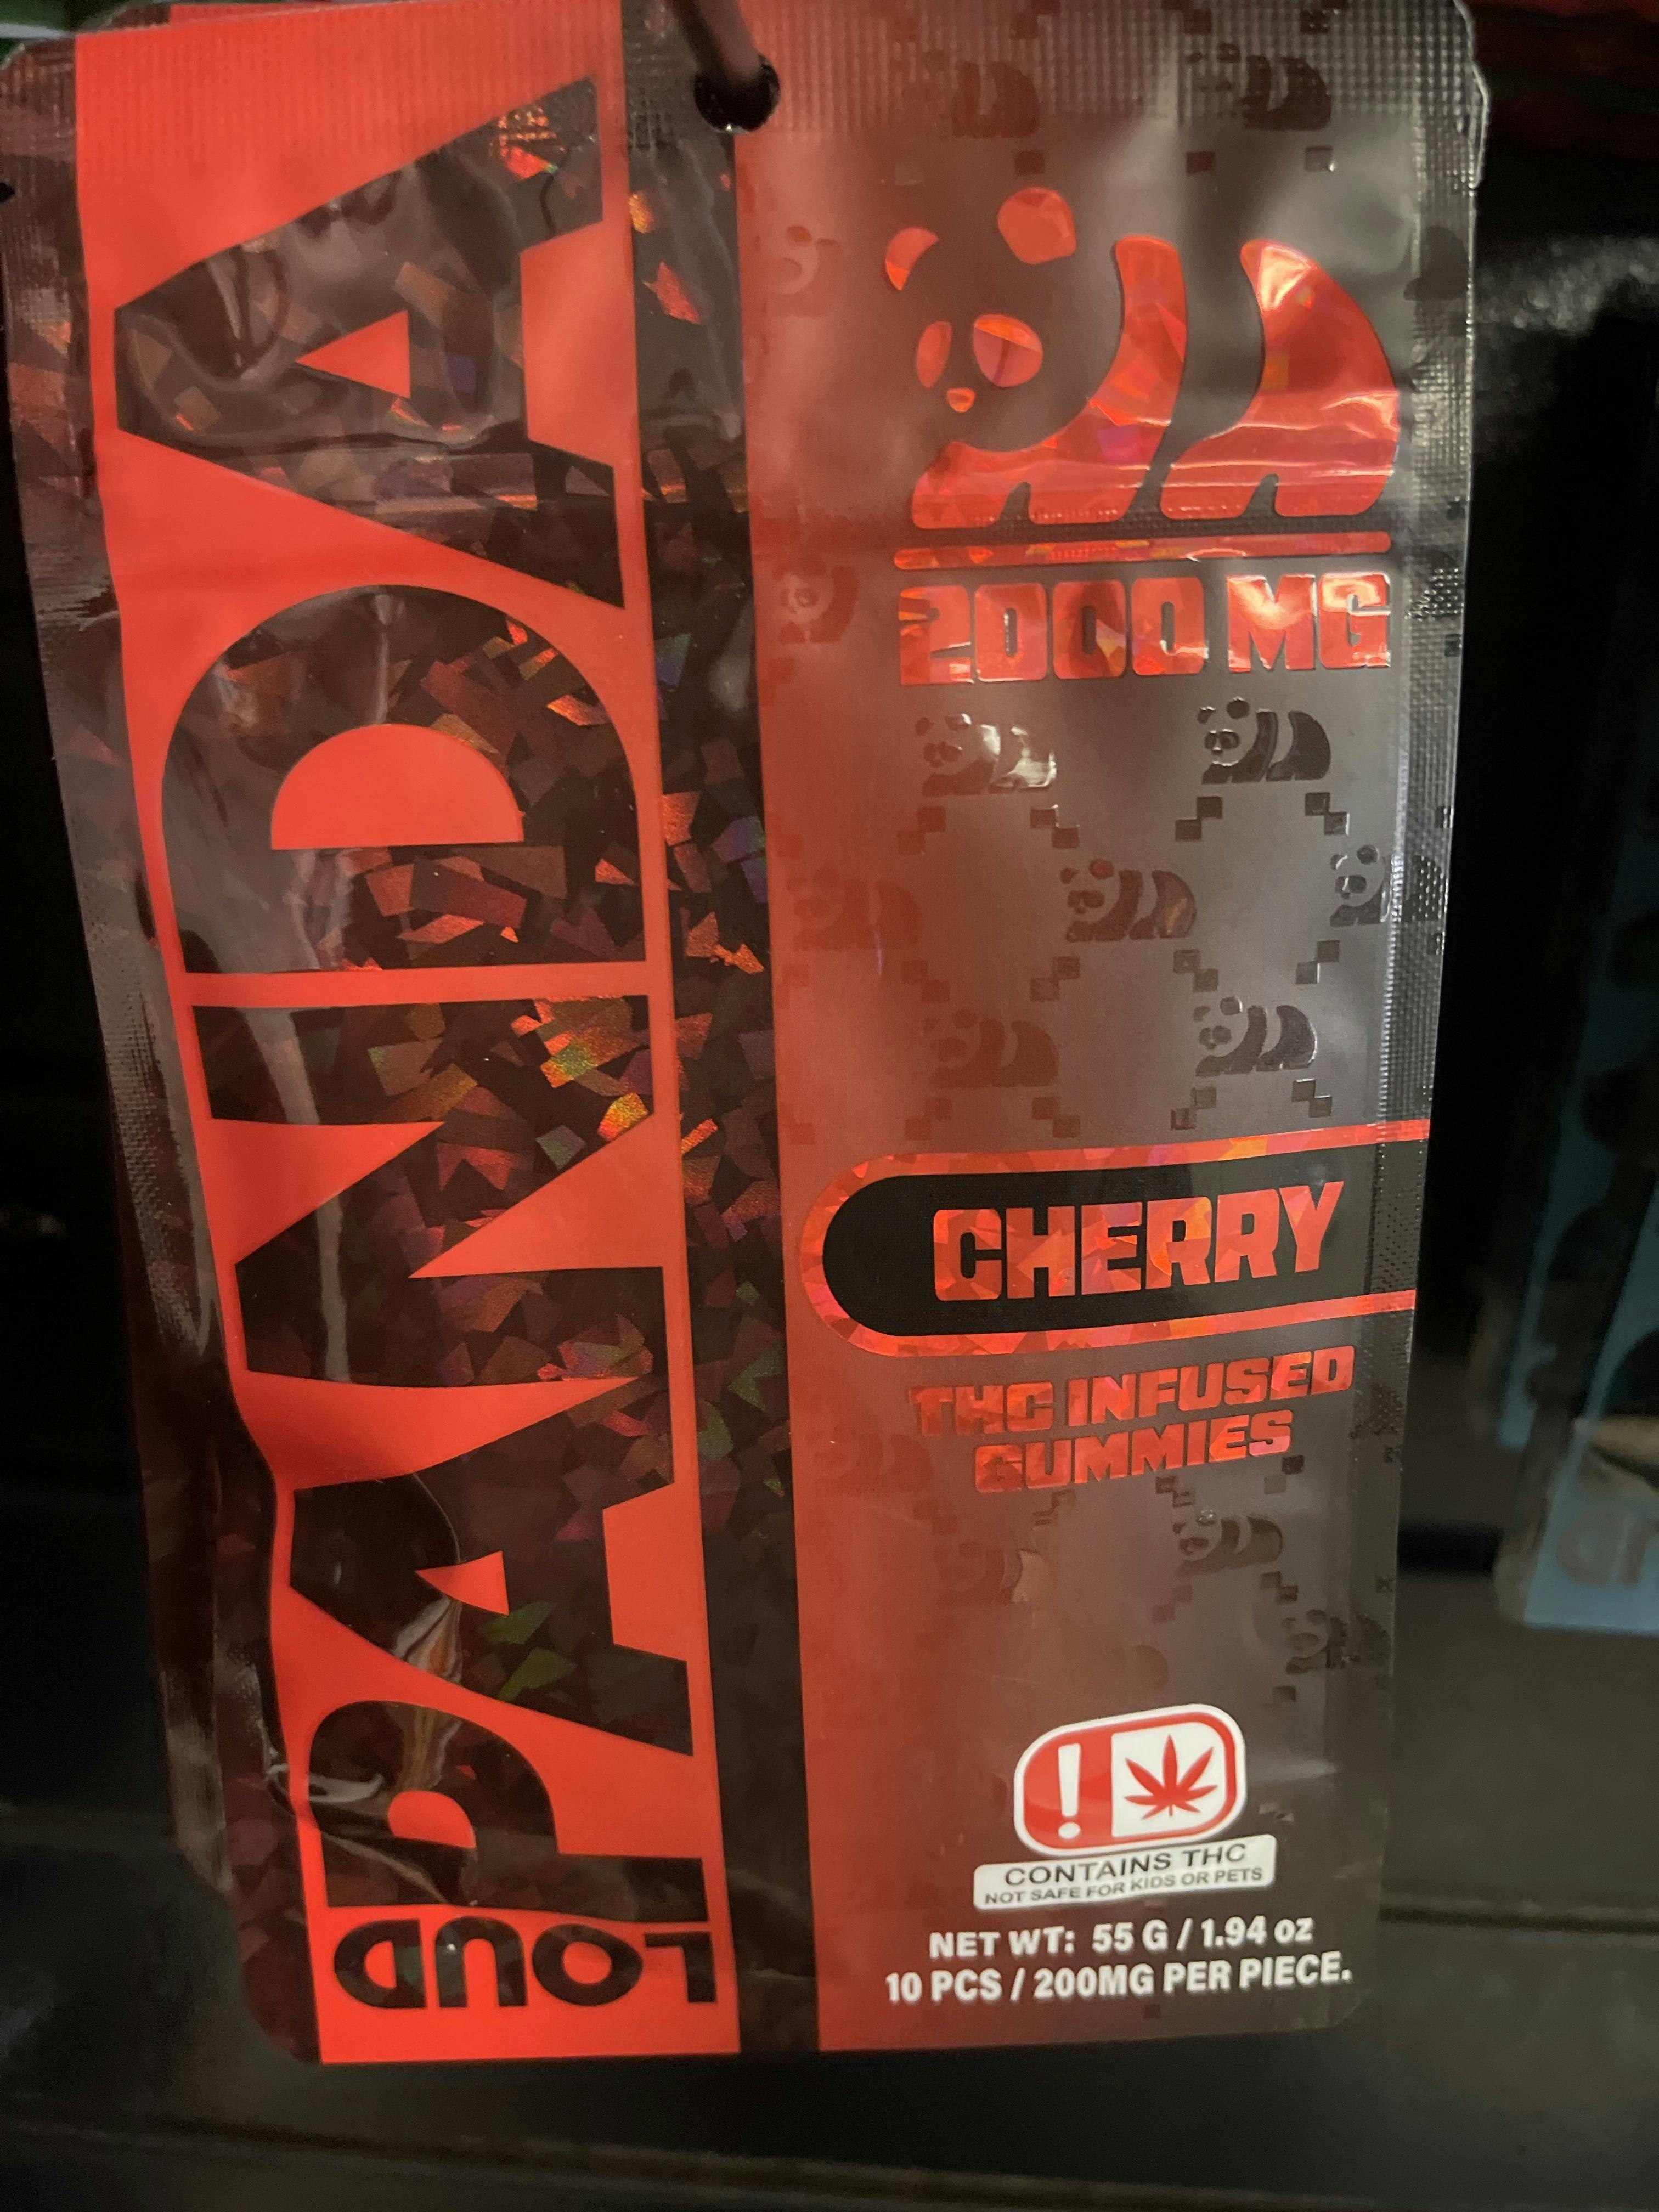 LOUD
PANDA
2000 MG
CHERRY
THC INFUSED
GUMMIES
!
CONTAINS THC
NOT SAFE FOR KIDS OR PETS
NET WT: 55 G / 1.94 oz
10 PCS / 200MG PER PIECE.